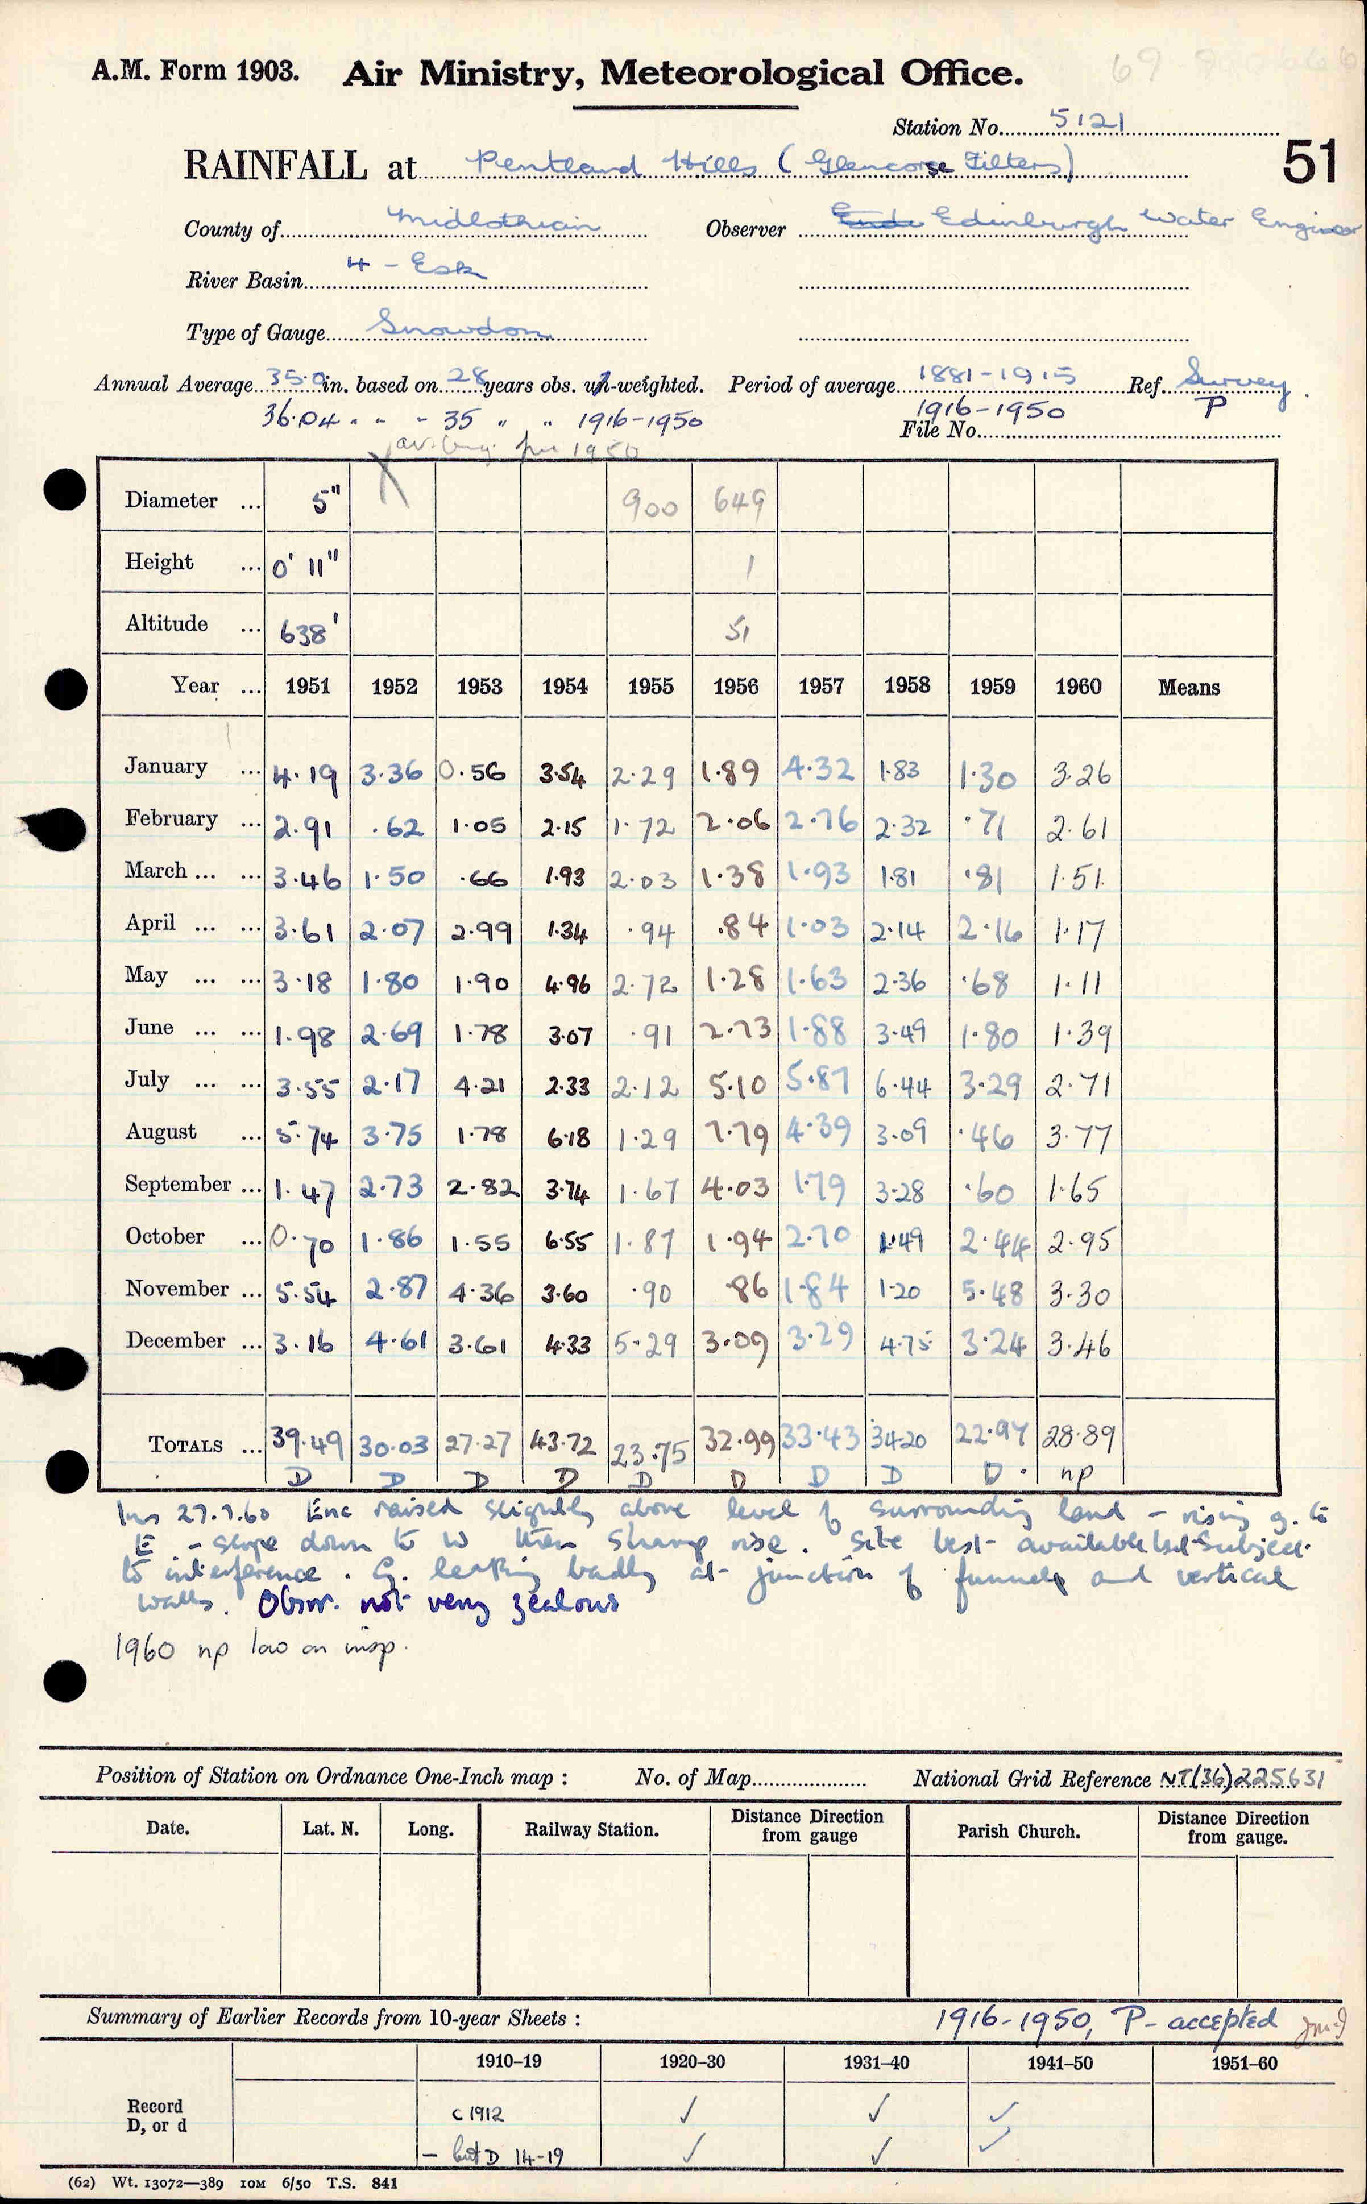 A.M. Form 1903. Air Ministry, Meteorological Office.
Station No. 5121
RAINFALL at Pentland Hills (Glencorse Filters) 51
County of Midlothian Observer Edinburgh Water Engineer
River Basin 4 - Esk
Type of Gauge Snowdon
Annual Average 35.0 in. based on 28 years obs. un-weighted. Period of average 1881-1915 Ref. Survey
36.04 " " - 35 " " 1916-1950 1916-1950 P
File No.
Diameter ... 5" 900 649
Height ... 0' 11" 1
Altitude ... 638' 51
Year ... 1951 1952 1953 1954 1955 1956 1957 1958 1959 1960 Means
January ... 4.19 3.36 0.56 3.54 2.29 1.89 4.32 1.83 1.30 3.26
February ... 2.91 .62 1.05 2.15 1.72 2.06 2.76 2.32 .71 2.61
March ... ... 3.46 1.50 .66 1.93 2.03 1.38 1.93 1.81 .81 1.51
April ... ... 3.61 2.07 2.99 1.34 .94 .84 1.03 2.14 2.16 1.17
May ... ... 3.18 1.80 1.90 4.96 2.72 1.28 1.63 2.36 .68 1.11
June ... ... 1.98 2.69 1.78 3.07 .91 2.73 1.88 3.49 1.80 1.39
July ... ... 3.55 2.17 4.21 2.33 2.12 5.10 5.87 6.44 3.29 2.71
August ... 5.74 3.75 1.78 6.18 1.29 7.79 4.39 3.09 .46 3.77
September ... 1.47 2.73 2.82 3.74 1.67 4.03 1.79 3.28 .60 1.65
October ... 0.70 1.86 1.55 6.55 1.87 1.94 2.70 1.49 2.44 2.95
November ... 5.54 2.87 4.36 3.60 .90 .86 1.84 1.20 5.48 3.30
December ... 3.16 4.61 3.61 4.33 5.29 3.09 3.29 4.75 3.24 3.46
TOTALS ... 39.49 30.03 27.27 43.72 23.75 32.99 33.43 34.20 22.97 28.89
D D D D D D D D D. np
Ins 27.7.60 Enc raised slightly above level of surrounding land - rising g. to
E - slope down to W then sharp rise. Site best available but subject
to interference. G. leaking badly at junction of funnel and vertical
walls. Obsr. not very zealous
1960 np low on insp.
Position of Station on Ordnance One-Inch map : No. of Map National Grid Reference NT(36)225631
Date. Lat. N. Long. Railway Station. Distance Direction from gauge Parish Church. Distance Direction from gauge.
Summary of Earlier Records from 10-year Sheets : 1916-1950, P- accepted
1910-19 1920-30 1931-40 1941-50 1951-60
Record c 1912 ✓ ✓ ✓
D, or d - but D 14-19 ✓ ✓ ✓
(62) Wt. 13072—389 10M 6/50 T.S. 841